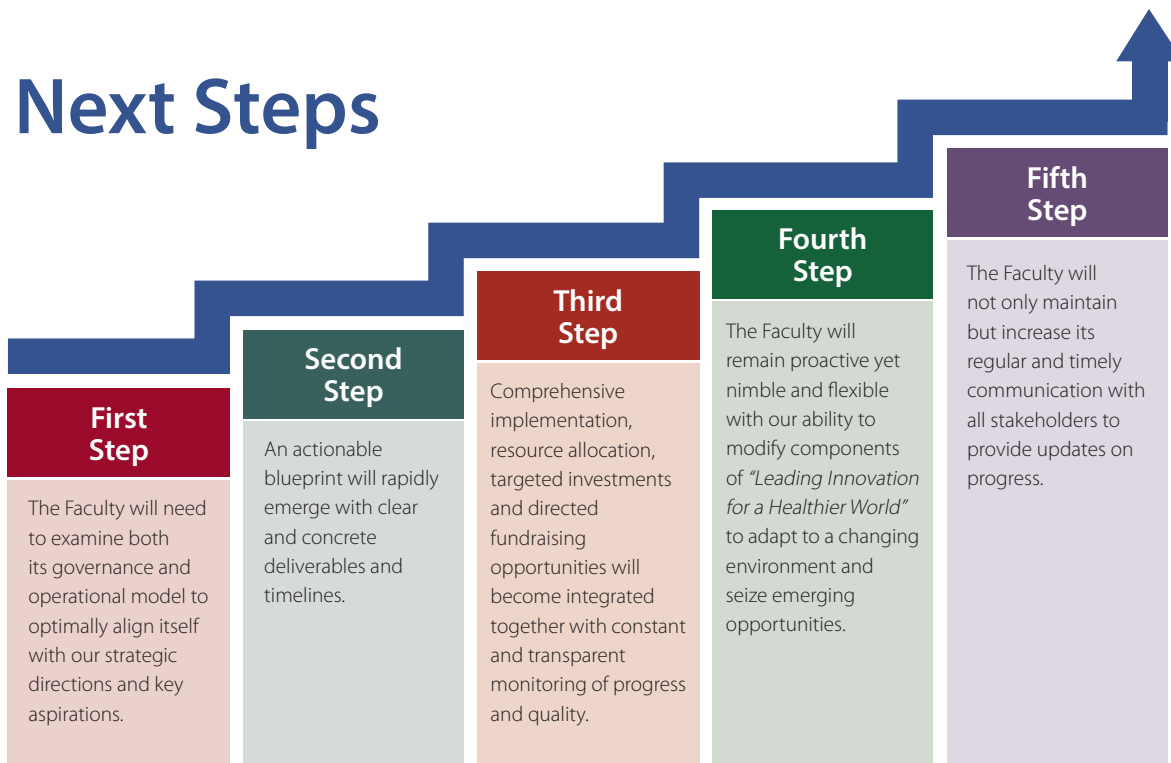 Next Steps
First
Step
The Faculty will need
to examine both
its governance and
operational model to
optimally align itself
with our strategic
directions and key
aspirations.
Second
Step
An actionable
blueprint will rapidly
emerge with clear
and concrete
deliverables and
timelines.
Third
Step
Comprehensive
implementation,
resource allocation,
targeted investments
and directed
fundraising
opportunities will
become integrated
together with constant
and transparent
monitoring of progress
and quality.
Fourth
Step
The Faculty will
remain proactive yet
nimble and flexible
with our ability to
modify components
of “Leading Innovation
for a Healthier World”
to adapt to a changing
environment and
seize emerging
opportunities.
Fifth
Step
The Faculty will
not only maintain
but increase its
regular and timely
communication with
all stakeholders to
provide updates on
progress.